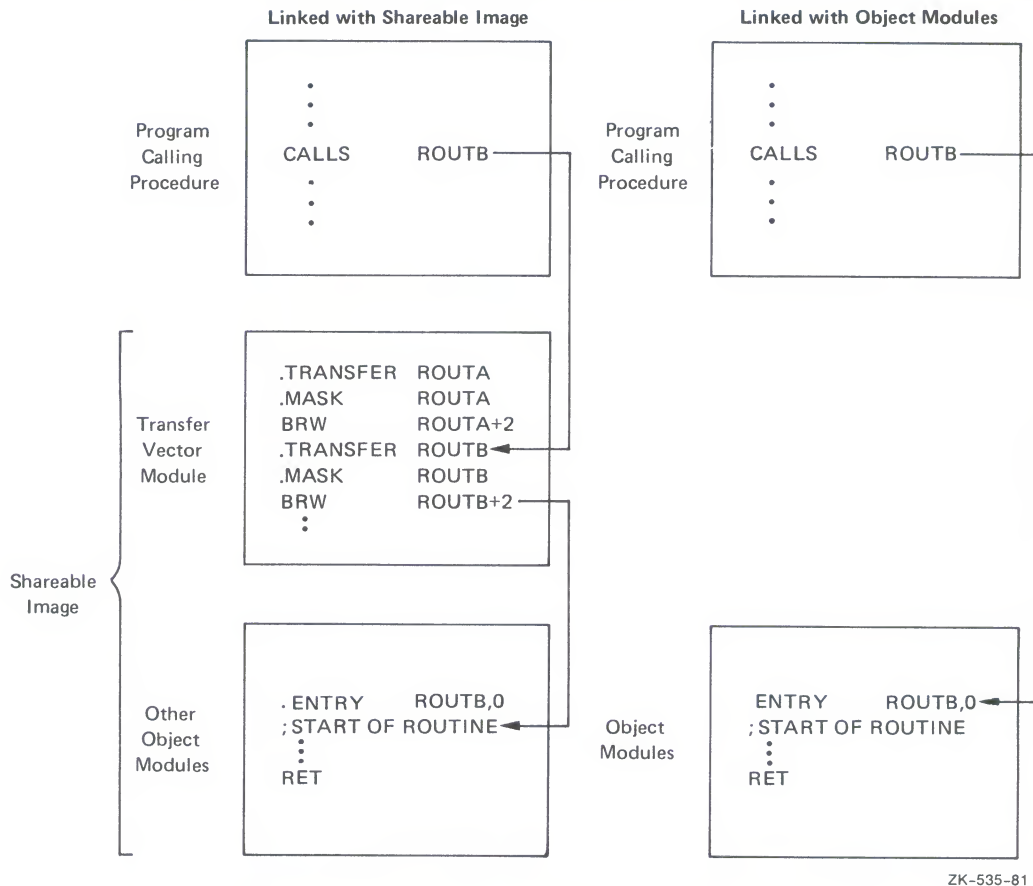 Linked with Shareable Image
Program
Calling
Procedure
CALLS ROUTB
Transfer
Vector
Module
.TRANSFER ROUTA
.MASK ROUTA
BRW ROUTA+2
.TRANSFER ROUTB
.MASK ROUTB
BRW ROUTB+2
Shareable
Image
Other
Object
Modules
.ENTRY ROUTB,0
;START OF ROUTINE
RET
Linked with Object Modules
Program
Calling
Procedure
CALLS ROUTB
Object
Modules
ENTRY ROUTB,0
;START OF ROUTINE
RET
ZK-535-81